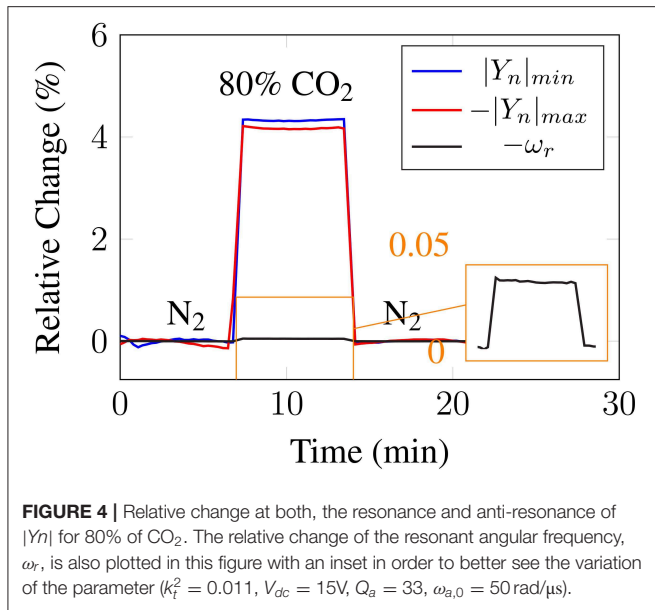 6
4
2
0
Relative Change (%)
80% CO₂
|Yₙ|ₘᵢₙ
−|Yₙ|ₘₐₓ
−ωᵣ
0.05
N₂
N₂
0
0
10
20
30
Time (min)
FIGURE 4 | Relative change at both, the resonance and anti-resonance of
|Yn| for 80% of CO₂. The relative change of the resonant angular frequency,
ωᵣ, is also plotted in this figure with an inset in order to better see the variation
of the parameter (kₜ² = 0.011, V_dc = 15V, Qₐ = 33, ωₐ,₀ = 50 rad/μs).